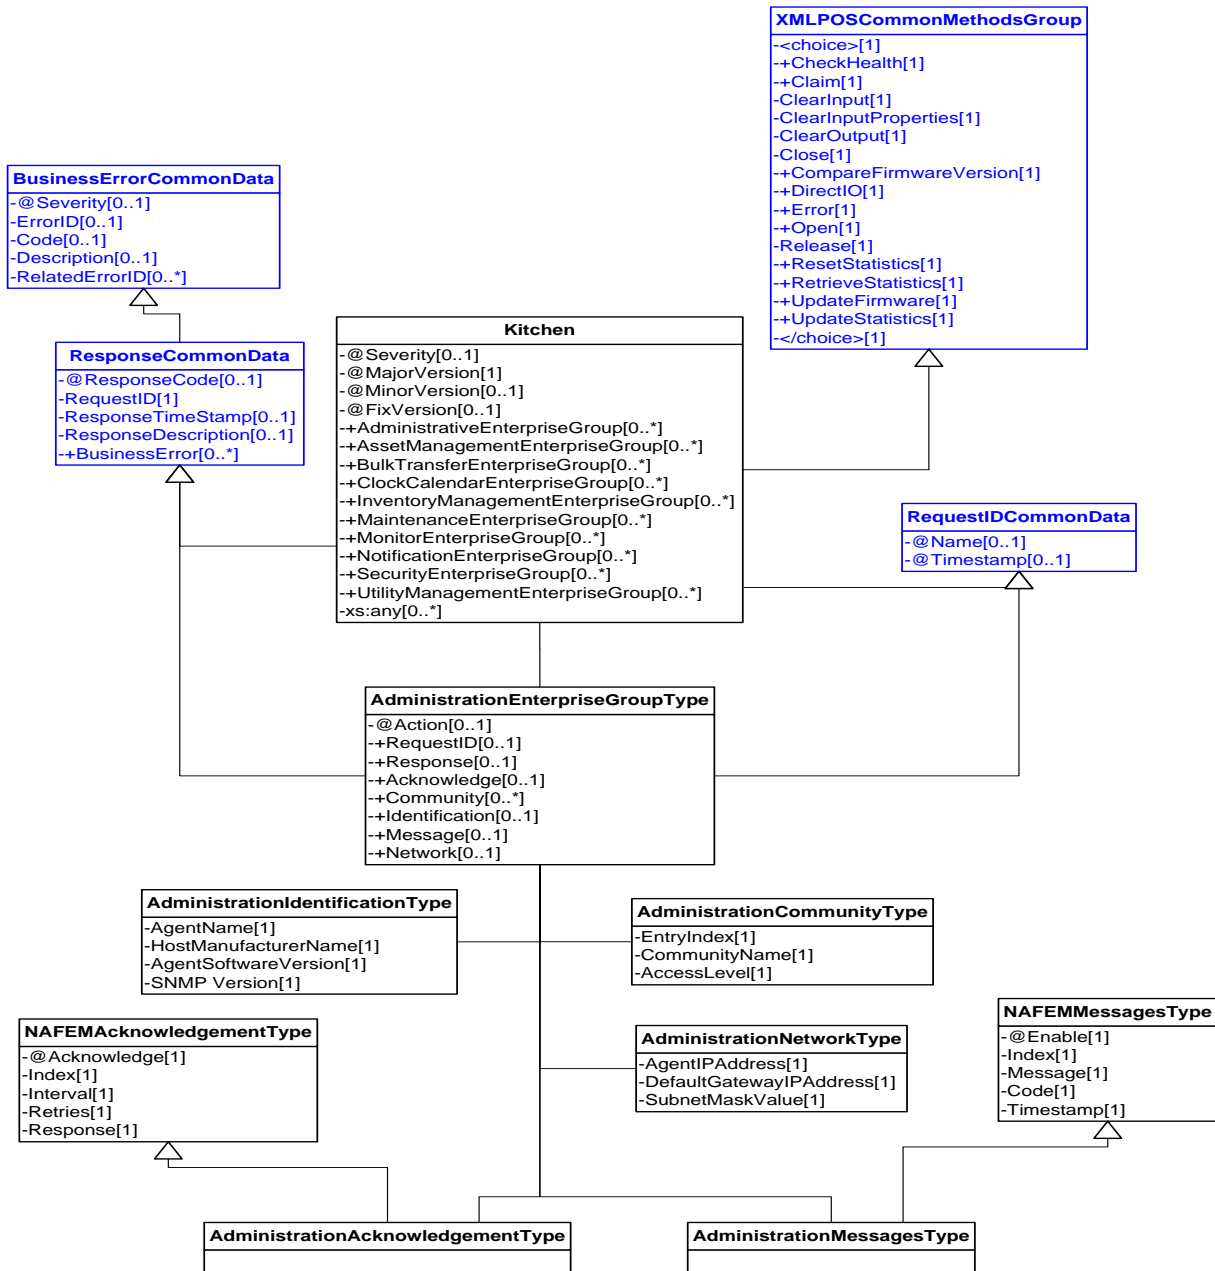 XMLPOSCommonMethodsGroup
-<choice>[1]
-+CheckHealth[1]
-+Claim[1]
-ClearInput[1]
-ClearInputProperties[1]
-ClearOutput[1]
-Close[1]
-+CompareFirmwareVersion[1]
-+DirectIO[1]
-+Error[1]
-+Open[1]
-Release[1]
-+ResetStatistics[1]
-+RetrieveStatistics[1]
-+UpdateFirmware[1]
-+UpdateStatistics[1]
-</choice>[1]
BusinessErrorCommonData
-@Severity[0..1]
-ErrorID[0..1]
-Code[0..1]
-Description[0..1]
-RelatedErrorID[0..*]
ResponseCommonData
-@ResponseCode[0..1]
-RequestID[1]
-ResponseTimeStamp[0..1]
-ResponseDescription[0..1]
-+BusinessError[0..*]
Kitchen
-@Severity[0..1]
-@MajorVersion[1]
-@MinorVersion[0..1]
-@FixVersion[0..1]
-+AdministrativeEnterpriseGroup[0..*]
-+AssetManagementEnterpriseGroup[0..*]
-+BulkTransferEnterpriseGroup[0..*]
-+ClockCalendarEnterpriseGroup[0..*]
-+InventoryManagementEnterpriseGroup[0..*]
-+MaintenanceEnterpriseGroup[0..*]
-+MonitorEnterpriseGroup[0..*]
-+NotificationEnterpriseGroup[0..*]
-+SecurityEnterpriseGroup[0..*]
-+UtilityManagementEnterpriseGroup[0..*]
-xs:any[0..*]
RequestIDCommonData
-@Name[0..1]
-@Timestamp[0..1]
AdministrationEnterpriseGroupType
-@Action[0..1]
-+RequestID[0..1]
-+Response[0..1]
-+Acknowledge[0..1]
-+Community[0..*]
-+Identification[0..1]
-+Message[0..1]
-+Network[0..1]
AdministrationIdentificationType
-AgentName[1]
-HostManufacturerName[1]
-AgentSoftwareVersion[1]
-SNMP Version[1]
AdministrationCommunityType
-EntryIndex[1]
-CommunityName[1]
-AccessLevel[1]
NAFEMAcknowledgementType
-@Acknowledge[1]
-Index[1]
-Interval[1]
-Retries[1]
-Response[1]
AdministrationNetworkType
-AgentIPAddress[1]
-DefaultGatewayIPAddress[1]
-SubnetMaskValue[1]
NAFEMMessagesType
-@Enable[1]
-Index[1]
-Message[1]
-Code[1]
-Timestamp[1]
AdministrationAcknowledgementType
AdministrationMessagesType